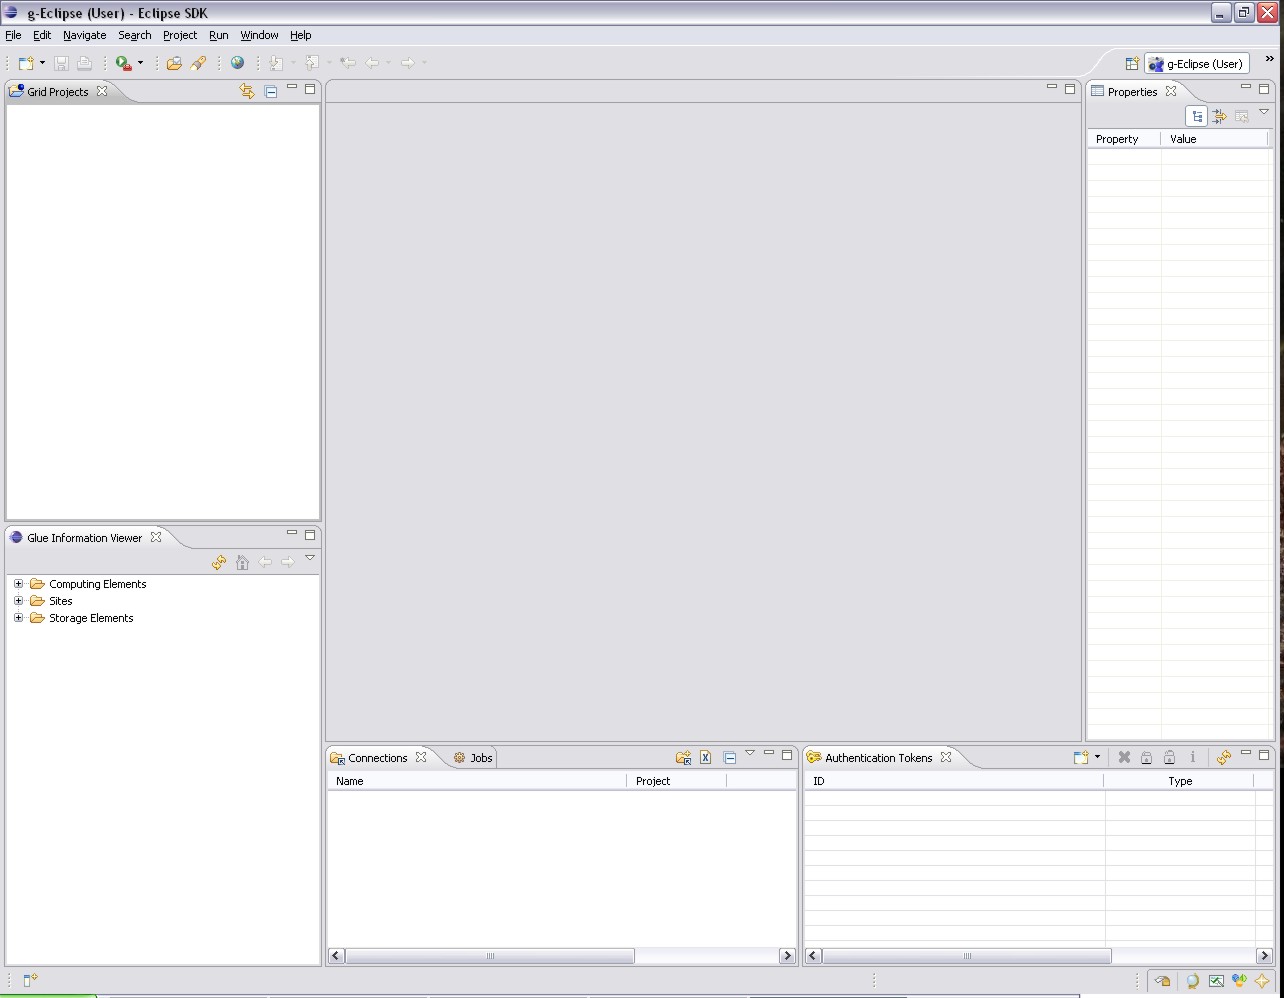 g-Eclipse (User) - Eclipse SDK
File Edit Navigate Search Project Run Window Help
g-Eclipse (User)
Grid Projects
Properties
Property Value
Glue Information Viewer
Computing Elements
Sites
Storage Elements
Connections Jobs
Name Project
Authentication Tokens
ID Type